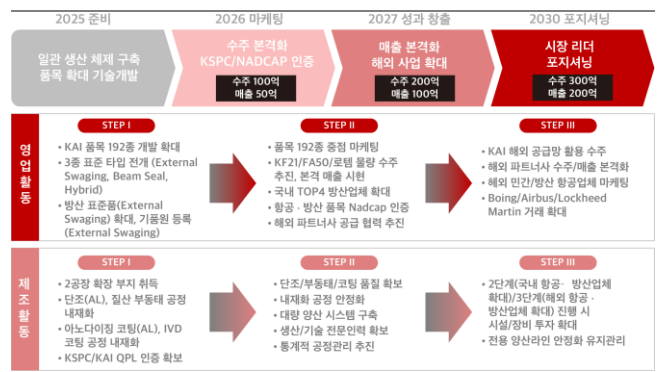 2025 준비
2026 마케팅
2027 성과 창출
2030 포지셔닝
일관 생산 체제 구축
품목 확대 기술개발
수주 본격화
KSPC/NADCAP 인증
수주 100억
매출 50억
매출 본격화
해외 사업 확대
수주 200억
매출 100억
시장 리더
포지셔닝
수주 300억
매출 200억
영업활동
STEP I
• KAI 품목 192종 개발 확대
• 3종 표준 타입 전개 (External
Swaging, Beam Seal,
Hybrid)
• 방산 표준품(External
Swaging) 확대, 기품원 등록
(External Swaging)
STEP II
• 품목 192종 중점 마케팅
• KF21/FA50/로템 물량 수주
추진, 본격 매출 시현
• 국내 TOP4 방산업체 확대
• 항공 · 방산 품목 Nadcap 인증
• 해외 파트너사 공급 협력 추진
STEP III
• KAI 해외 공급망 활용 수주
• 해외 파트너사 수주/매출 본격화
• 해외 민간/방산 항공업체 마케팅
• Boing/Airbus/Lockheed
Martin 거래 확대
제조활동
STEP I
• 2공장 확장 부지 취득
• 단조(AL), 질산 부동태 공정
내재화
• 아노다이징 코팅(AL), IVD
코팅 공정 내재화
• KSPC/KAI QPL 인증 확보
STEP II
• 단조/부동태/코팅 품질 확보
• 내재화 공정 안정화
• 대량 양산 시스템 구축
• 생산/기술 전문인력 확보
• 통계적 공정관리 추진
STEP III
• 2단계(국내 항공· 방산업체
확대)/3단계(해외 항공 ·
방산업체 확대) 진행 시
시설/장비 투자 확대
• 전용 양산라인 안정화 유지관리